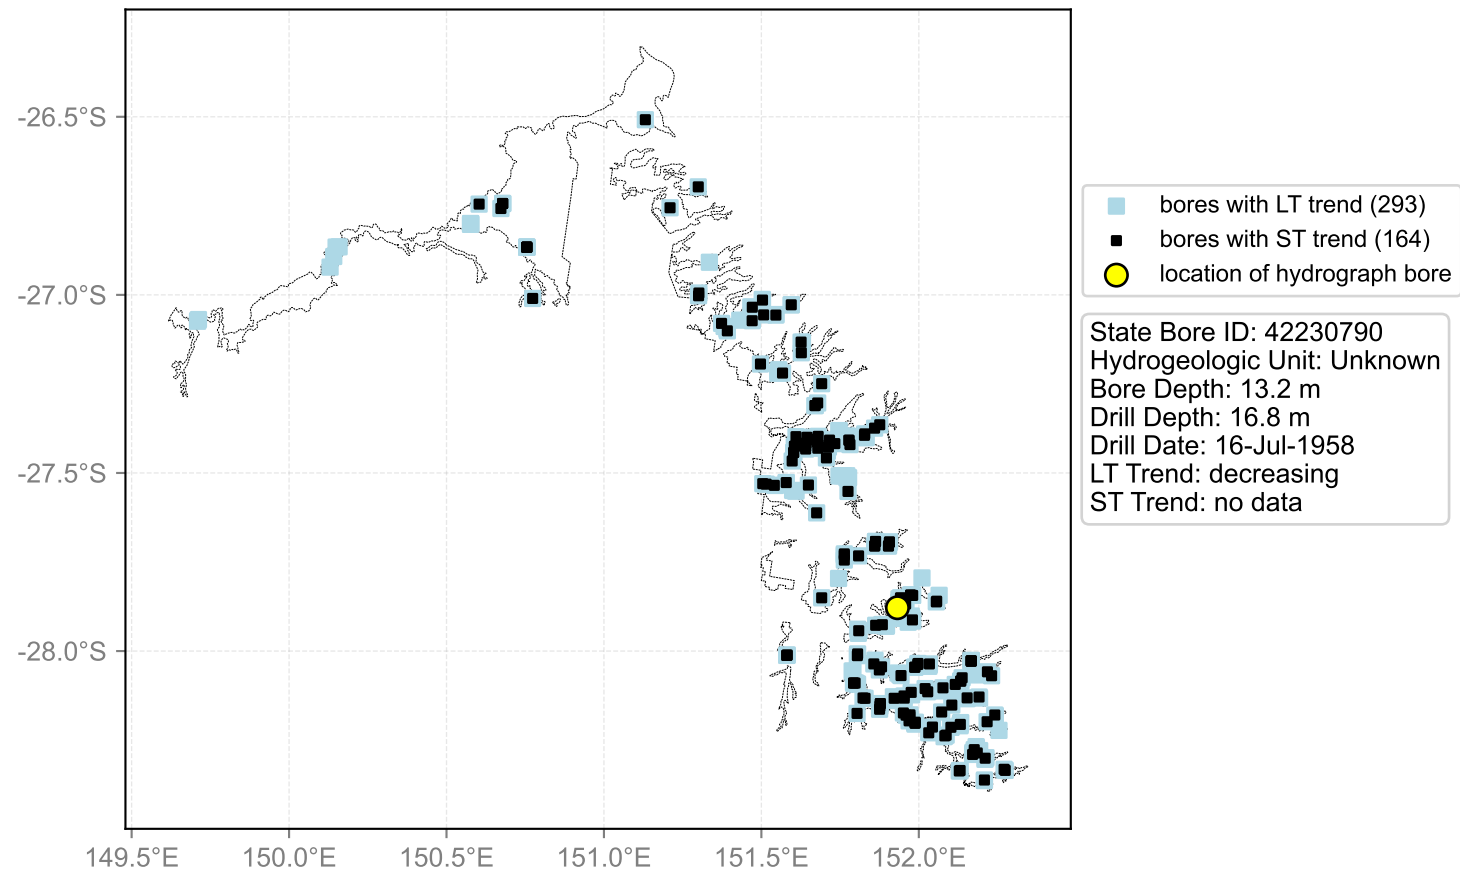 -26.5°S
-27.0°S
-27.5°S
-28.0°S
149.5°E 150.0°E 150.5°E 151.0°E 151.5°E 152.0°E
bores with LT trend (293)
bores with ST trend (164)
location of hydrograph bore
State Bore ID: 42230790
Hydrogeologic Unit: Unknown
Bore Depth: 13.2 m
Drill Depth: 16.8 m
Drill Date: 16-Jul-1958
LT Trend: decreasing
ST Trend: no data